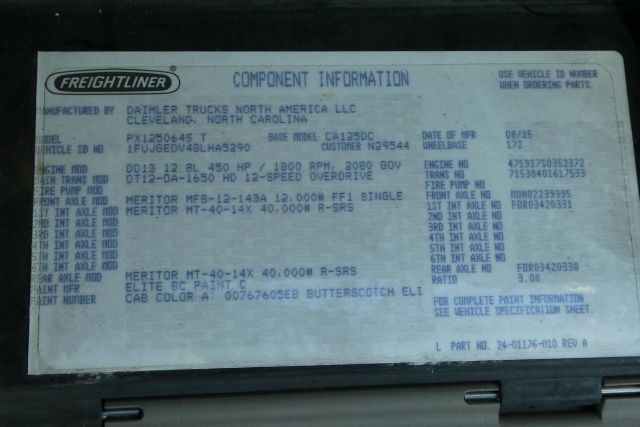 FREIGHTLINER®
COMPONENT INFORMATION
USE VEHICLE ID NUMBER
WHEN ORDERING PARTS.
MANUFACTURED BY DAIMLER TRUCKS NORTH AMERICA LLC
CLEVELAND, NORTH CAROLINA
MODEL PX125064S T BASE MODEL CA125DC DATE OF MFR 08/15
VEHICLE ID NO 1FUJGEDV4GLHA5290 CUSTOMER N29544 WHEELBASE 172
ENGINE MOD DD13 12.8L 450 HP / 1800 RPM, 2080 GOV ENGINE NO 471927S0352372
MAIN TRANS MOD DT12-OA-1650 HD 12-SPEED OVERDRIVE TRANS NO 71538401617533
FIRE PUMP MOD FIRE PUMP NO
FRONT AXLE MOD MERITOR MFS-12-143A 12,000# FF1 SINGLE FRONT AXLE NO MDN02239395
1ST INT AXLE MOD MERITOR MT-40-14X 40,000# R-SRS 1ST INT AXLE NO FDR03420331
2ND INT AXLE MOD 2ND INT AXLE NO
3RD INT AXLE MOD 3RD INT AXLE NO
4TH INT AXLE MOD 4TH INT AXLE NO
5TH INT AXLE MOD 5TH INT AXLE NO
6TH INT AXLE MOD 6TH INT AXLE NO
REAR AXLE MOD MERITOR MT-40-14X 40,000# R-SRS REAR AXLE NO FDR03420330
PAINT MFR ELITE BC PAINT C RATIO 3.08
PAINT NUMBER CAB COLOR A: 00767605EB BUTTERSCOTCH ELI
FOR COMPLETE PAINT INFORMATION
SEE VEHICLE SPECIFICATION SHEET.
L PART NO. 24-01176-010 REV A